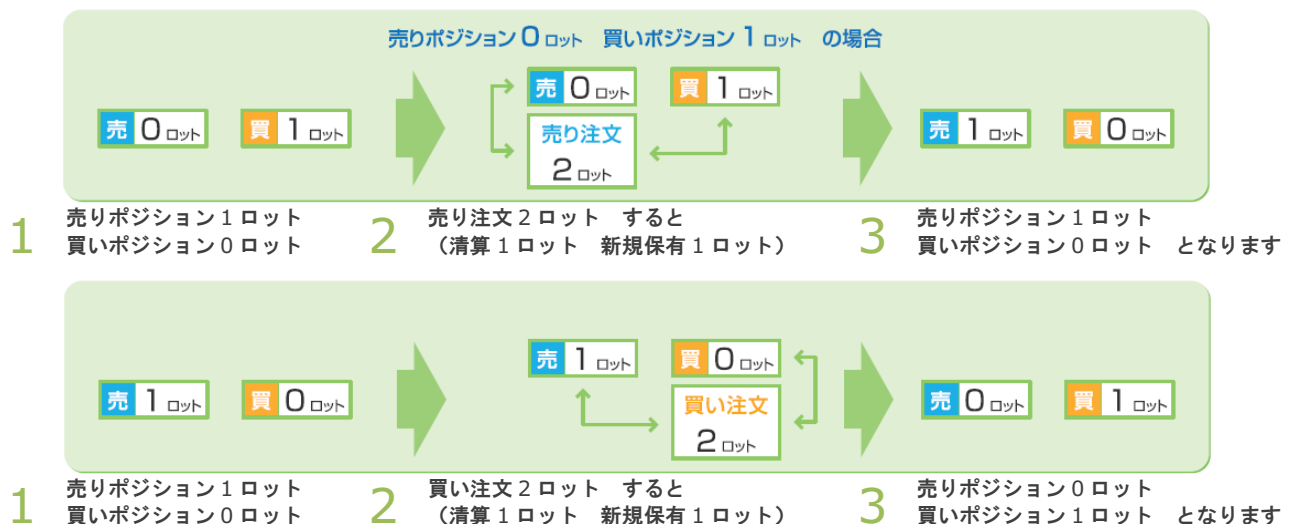 売りポジション0ロット 買いポジション1ロット の場合
売 0ロット 買 1ロット
売 0ロット 買 1ロット
売り注文
2ロット
売 1ロット 買 0ロット
1 売りポジション1ロット
買いポジション0ロット
2 売り注文2ロット すると
(清算1ロット 新規保有1ロット)
3 売りポジション1ロット
買いポジション0ロット となります
売 1ロット 買 0ロット
売 1ロット 買 0ロット
買い注文
2ロット
売 0ロット 買 1ロット
1 売りポジション1ロット
買いポジション0ロット
2 買い注文2ロット すると
(清算1ロット 新規保有1ロット)
3 売りポジション0ロット
買いポジション1ロット となります